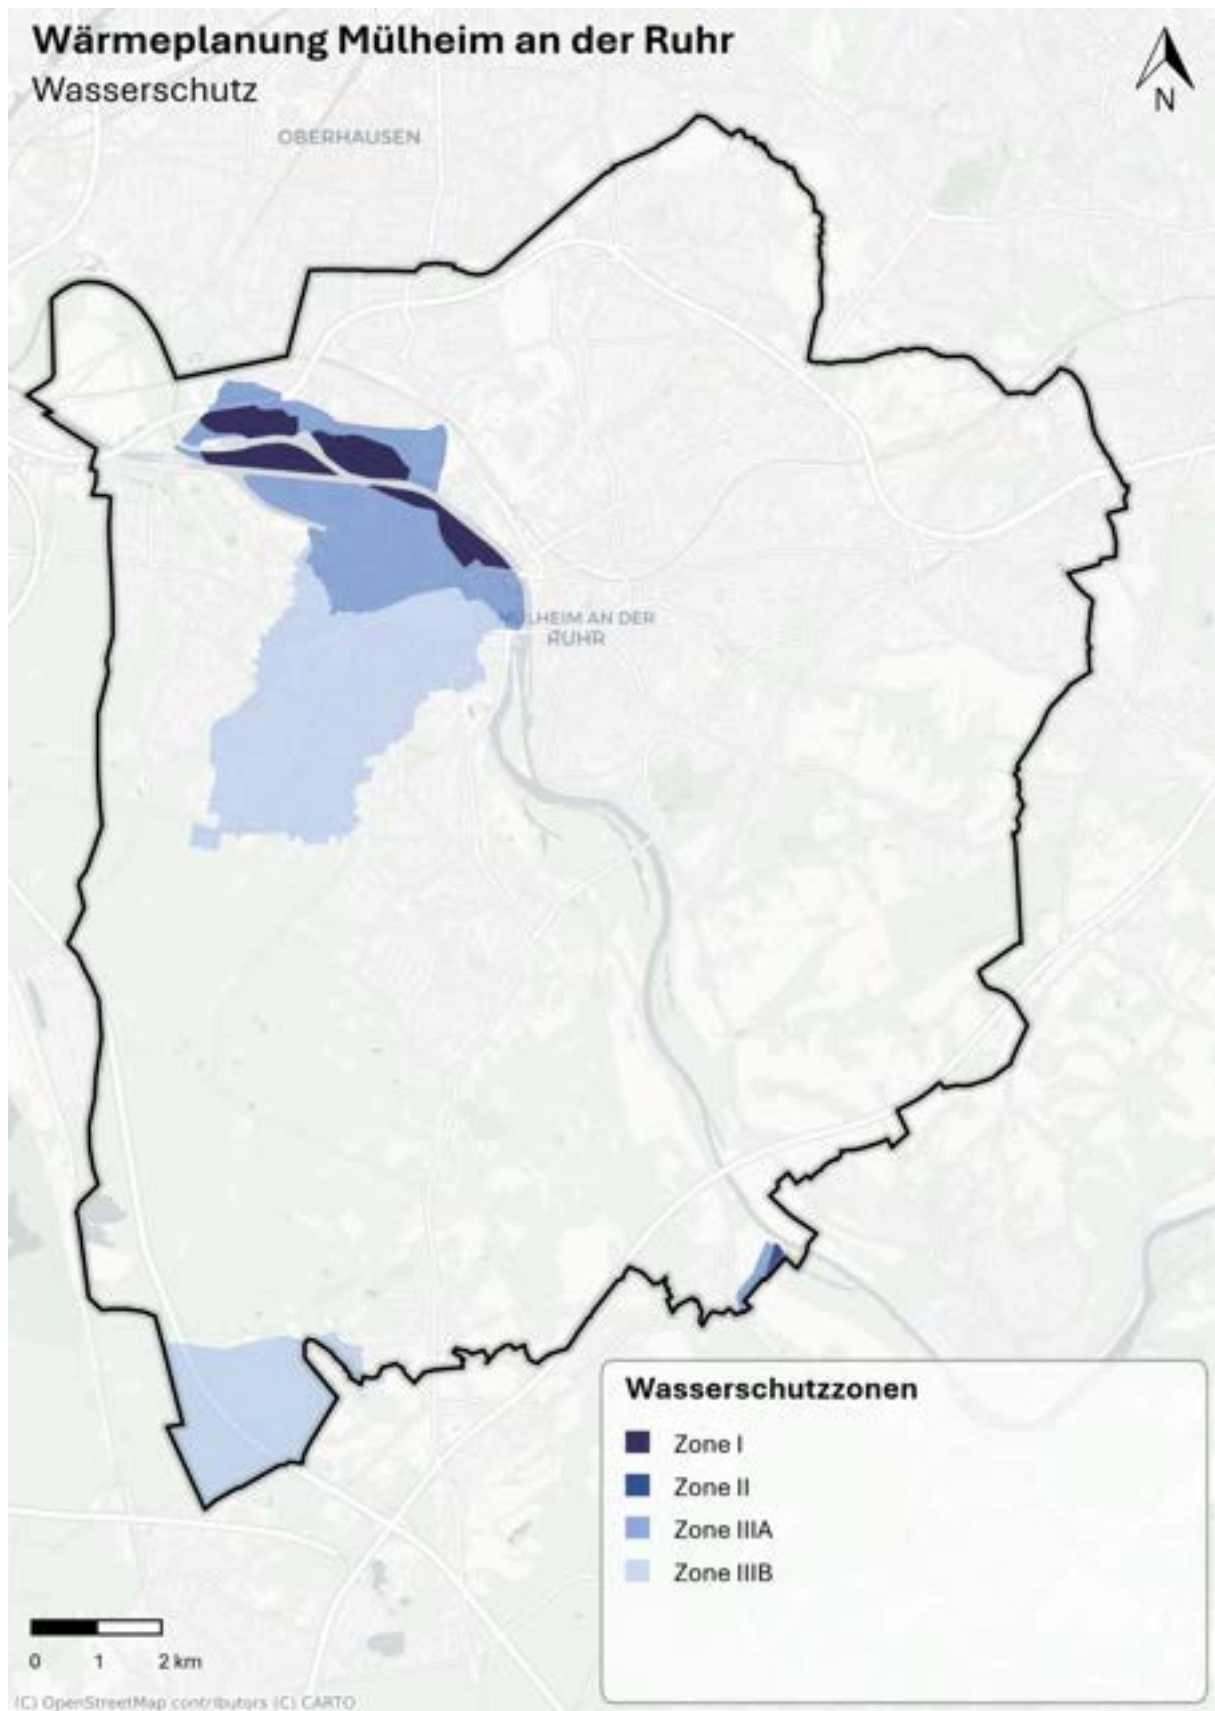 Wärmeplanung Mülheim an der Ruhr
Wasserschutz
N
OBERHAUSEN
MÜLHEIM AN DER
RUHR
Wasserschutzzonen
Zone I
Zone II
Zone IIIA
Zone IIIB
0 1 2 km
(C) OpenStreetMap contributors (C) CARTO